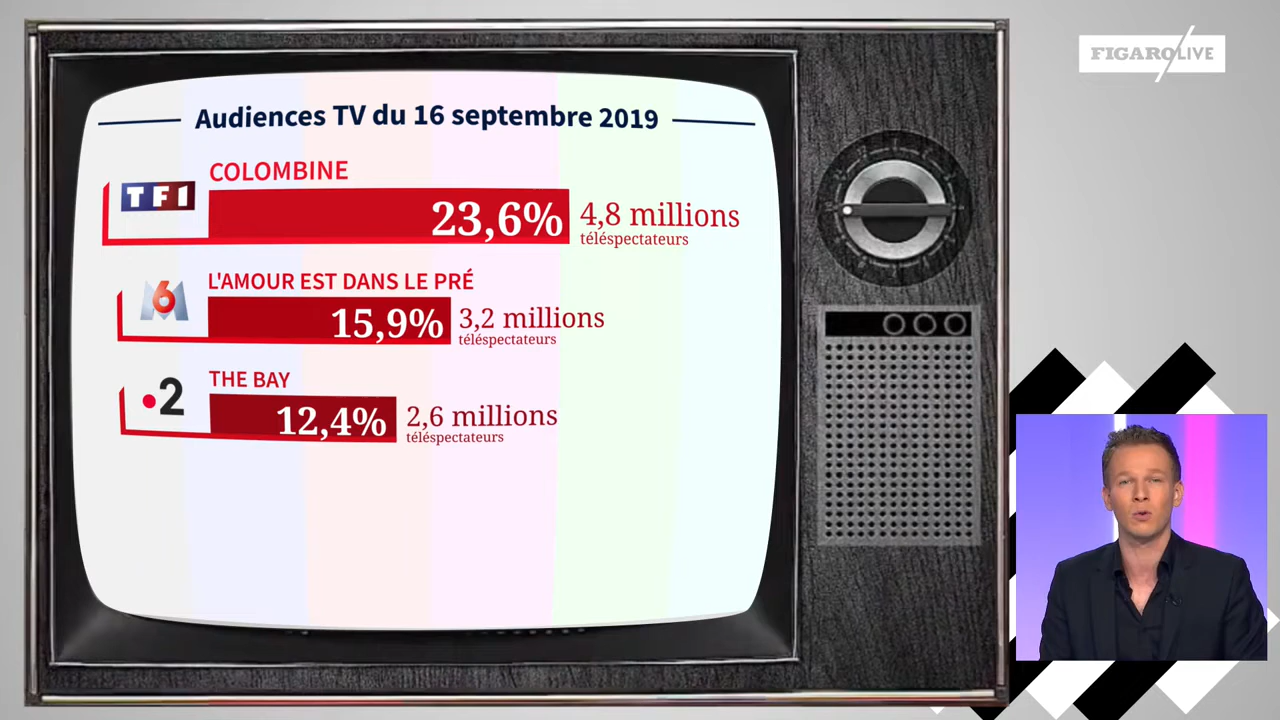 FIGARO LIVE
Audiences TV du 16 septembre 2019
COLOMBINE
TF1
23,6%
4,8 millions
téléspectateurs
L'AMOUR EST DANS LE PRÉ
M6
15,9%
3,2 millions
téléspectateurs
THE BAY
2
12,4%
2,6 millions
téléspectateurs